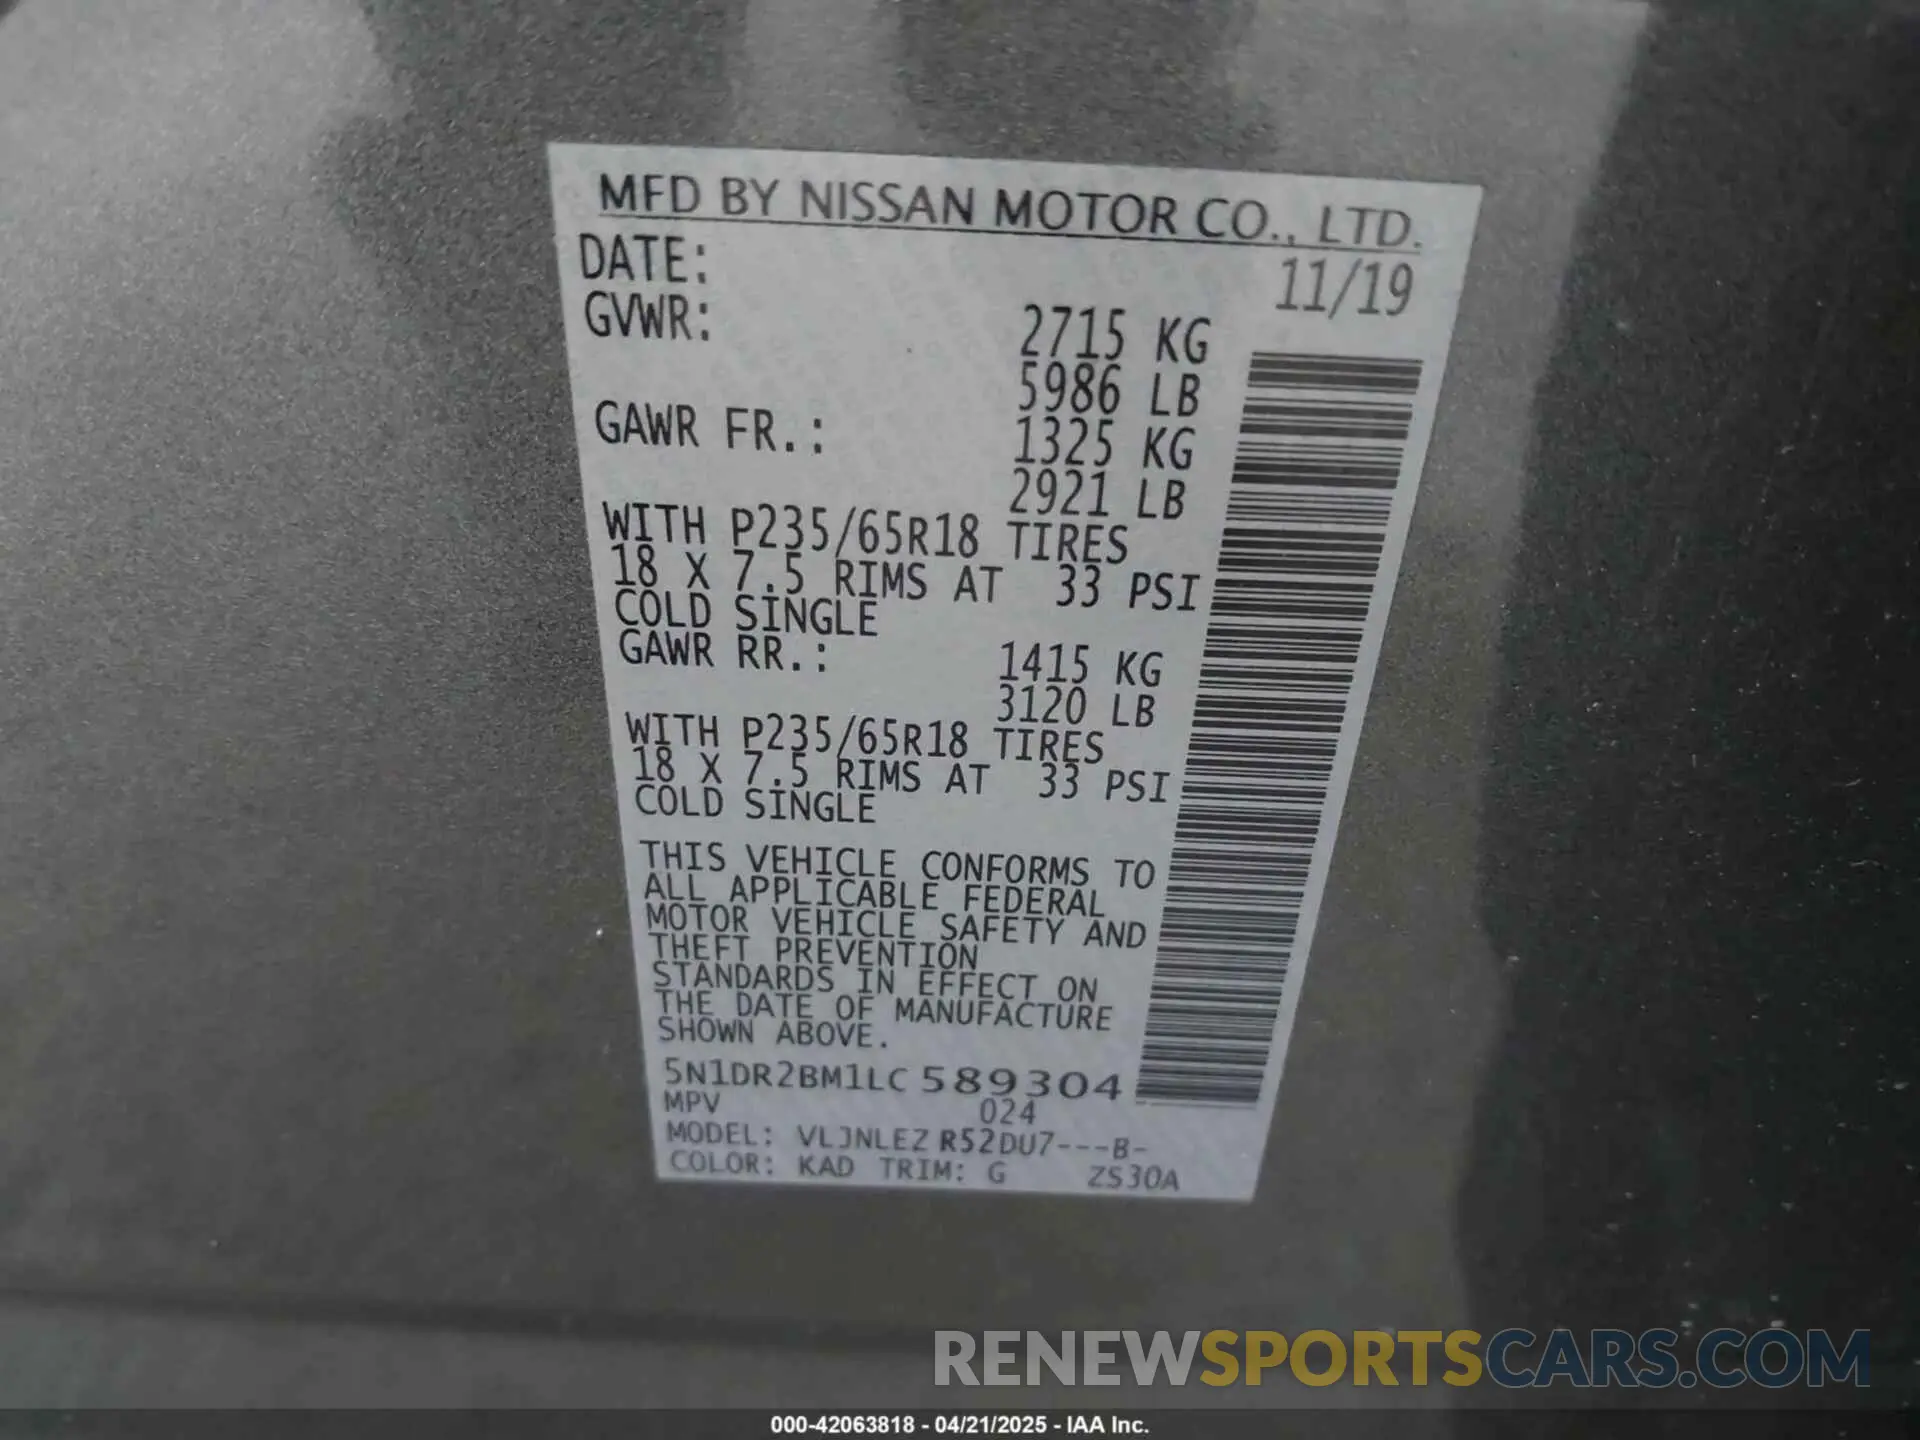 MFD BY NISSAN MOTOR CO., LTD.
DATE: 11/19
GVWR: 2715 KG
5986 LB
GAWR FR.: 1325 KG
2921 LB
WITH P235/65R18 TIRES
18 X 7.5 RIMS AT 33 PSI
COLD SINGLE
GAWR RR.: 1415 KG
3120 LB
WITH P235/65R18 TIRES
18 X 7.5 RIMS AT 33 PSI
COLD SINGLE
THIS VEHICLE CONFORMS TO
ALL APPLICABLE FEDERAL
MOTOR VEHICLE SAFETY AND
THEFT PREVENTION
STANDARDS IN EFFECT ON
THE DATE OF MANUFACTURE
SHOWN ABOVE.
5N1DR2BM1LC 589304
MPV 024
MODEL: VLJNLEZ R52DU7---B-
COLOR: KAD TRIM: G ZS30A
RENEWSPORTSCARS.COM
000-42063818 - 04/21/2025 - IAA Inc.